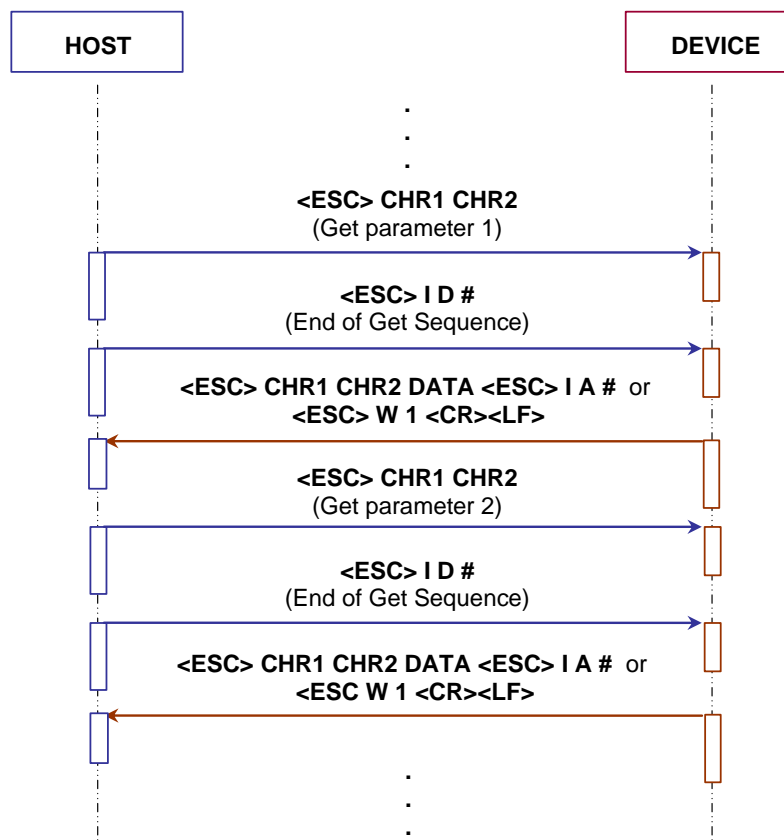 HOST
DEVICE
.
.
.
<ESC> CHR1 CHR2
(Get parameter 1)
<ESC> I D #
(End of Get Sequence)
<ESC> CHR1 CHR2 DATA <ESC> I A # or
<ESC> W 1 <CR><LF>
<ESC> CHR1 CHR2
(Get parameter 2)
<ESC> I D #
(End of Get Sequence)
<ESC> CHR1 CHR2 DATA <ESC> I A # or
<ESC W 1 <CR><LF>
.
.
.